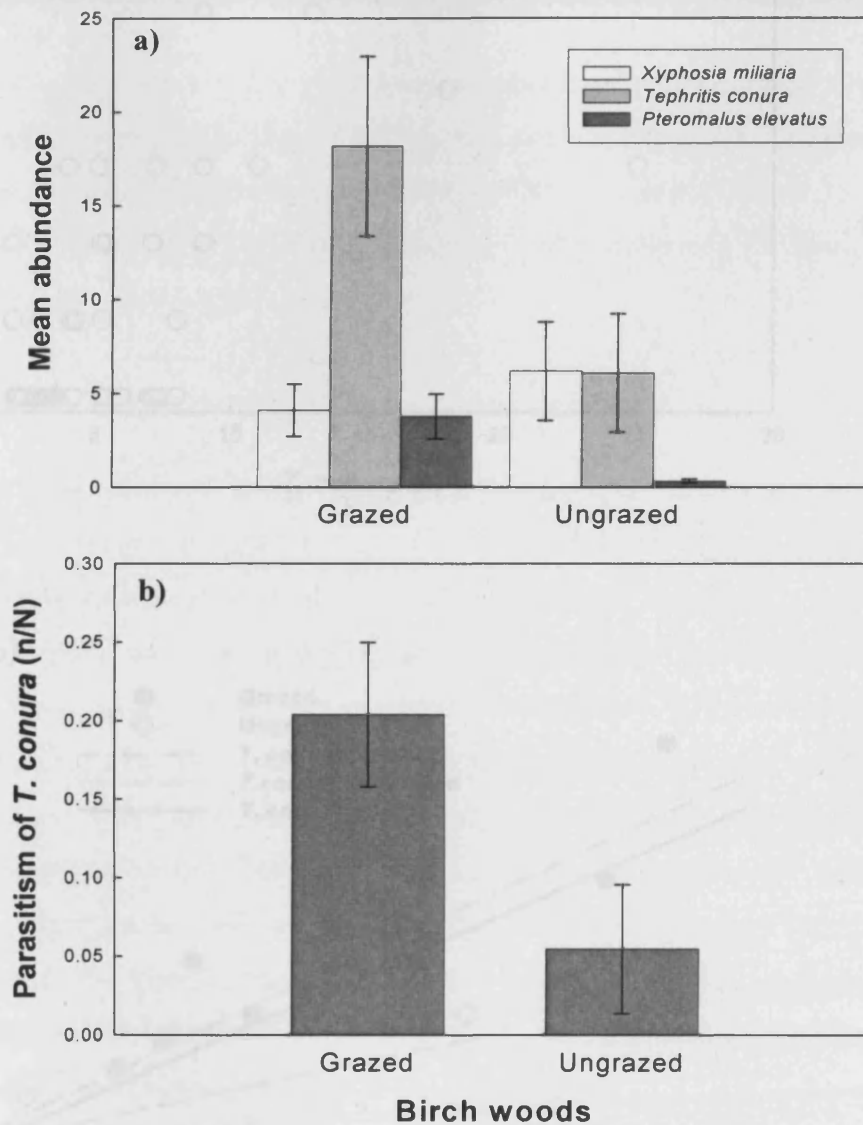 a)
25
20
15
10
5
0
Mean abundance
Xyphosia miliaria
Tephritis conura
Pteromalus elevatus
Grazed
Ungrazed
b)
0.30
0.25
0.20
0.15
0.10
0.05
0.00
Parasitism of T. conura (n/N)
Grazed
Ungrazed
Birch woods